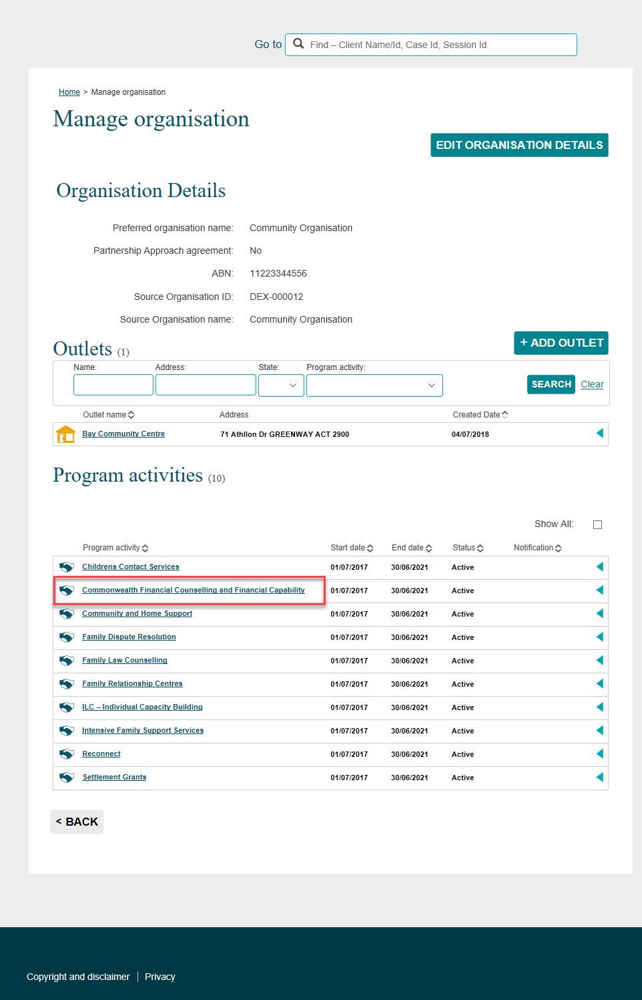 Go to Find – Client Name/Id, Case Id, Session Id
Home > Manage organisation
Manage organisation
EDIT ORGANISATION DETAILS
Organisation Details
Preferred organisation name: Community Organisation
Partnership Approach agreement: No
ABN: 11223344556
Source Organisation ID: DEX-000012
Source Organisation name: Community Organisation
Outlets (1)
+ ADD OUTLET
Name: Address: State: Program activity:
SEARCH Clear
Outlet name Address Created Date
Bay Community Centre 71 Athllon Dr GREENWAY ACT 2900 04/07/2018
Program activities (10)
Show All:
Program activity Start date End date Status Notification
Childrens Contact Services 01/07/2017 30/06/2021 Active
Commonwealth Financial Counselling and Financial Capability 01/07/2017 30/06/2021 Active
Community and Home Support 01/07/2017 30/06/2021 Active
Family Dispute Resolution 01/07/2017 30/06/2021 Active
Family Law Counselling 01/07/2017 30/06/2021 Active
Family Relationship Centres 01/07/2017 30/06/2021 Active
ILC – Individual Capacity Building 01/07/2017 30/06/2021 Active
Intensive Family Support Services 01/07/2017 30/06/2021 Active
Reconnect 01/07/2017 30/06/2021 Active
Settlement Grants 01/07/2017 30/06/2021 Active
< BACK
Copyright and disclaimer | Privacy